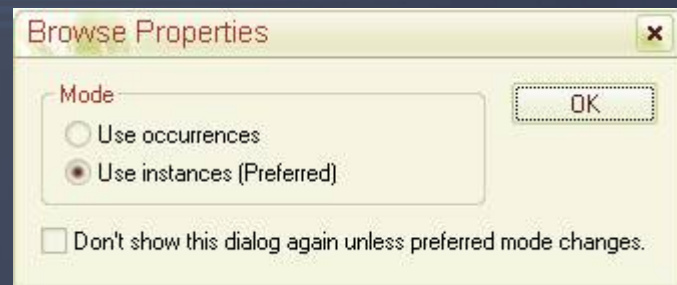 Browse Properties
Mode
OK
Use occurrences
Use instances (Preferred)
Don't show this dialog again unless preferred mode changes.